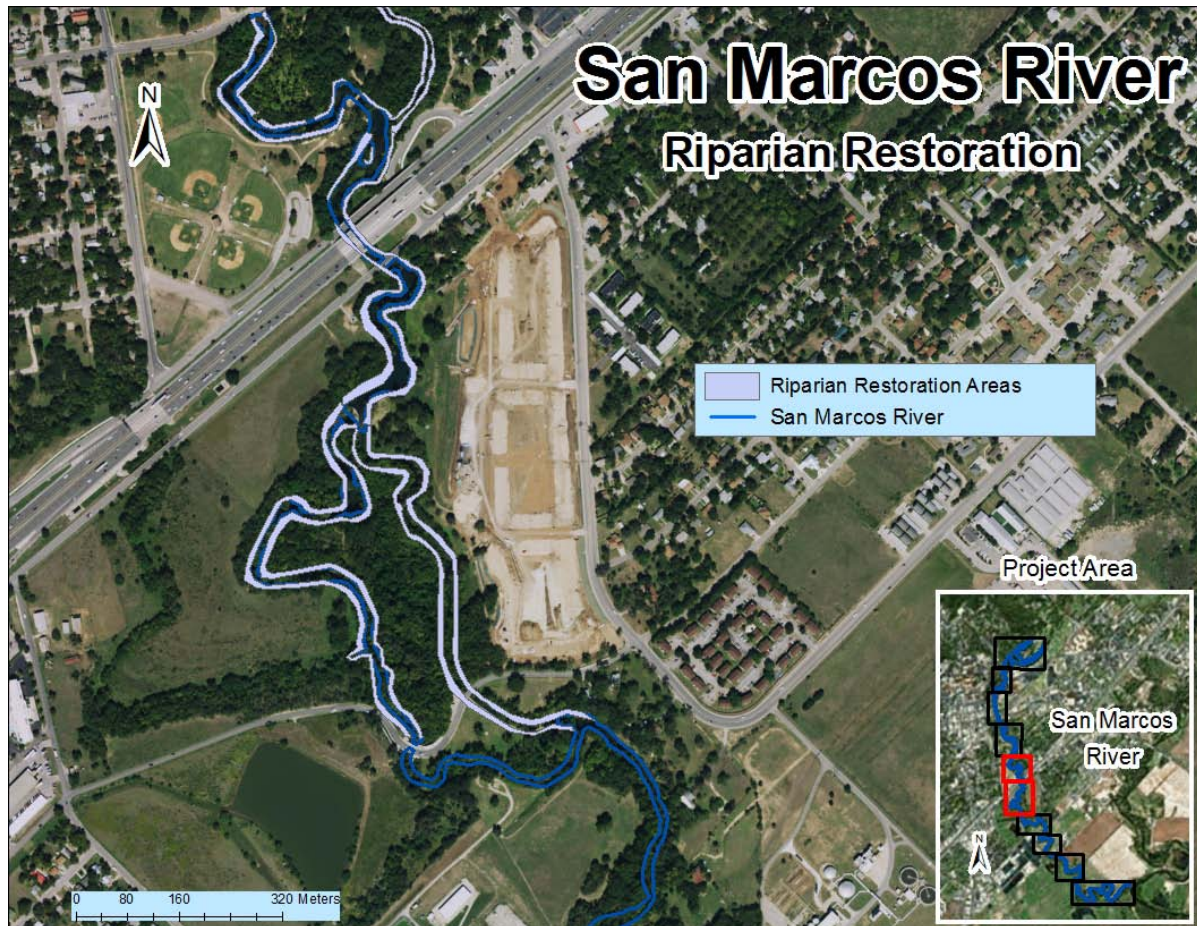 San Marcos River
Riparian Restoration
N
Riparian Restoration Areas
San Marcos River
Project Area
San Marcos
River
N
0 80 160 320 Meters